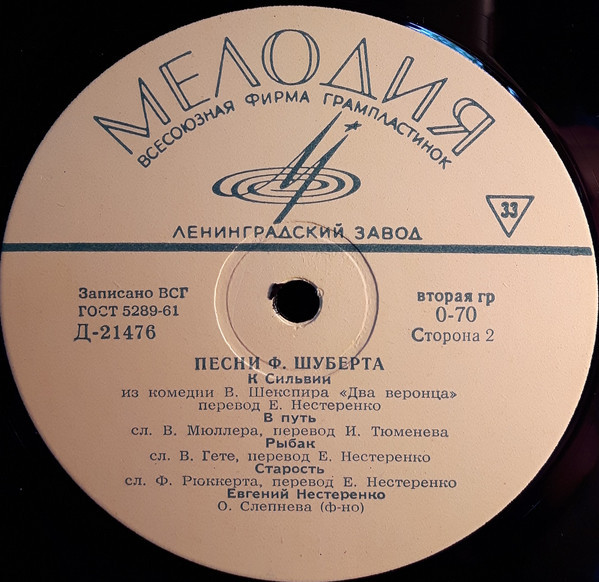 МЕЛОДИЯ
ВСЕСОЮЗНАЯ ФИРМА ГРАМПЛАСТИНОК
33
ЛЕНИНГРАДСКИЙ ЗАВОД
Записано ВСГ
ГОСТ 5289-61
Д-21476
вторая гр
0-70
Сторона 2
ПЕСНИ Ф. ШУБЕРТА
К Сильвии
из комедии В. Шекспира «Два веронца»
перевод Е. Нестеренко
В путь
сл. В. Мюллера, перевод И. Тюменева
Рыбак
сл. В. Гете, перевод Е. Нестеренко
Старость
сл. Ф. Рюккерта, перевод Е. Нестеренко
Евгений Нестеренко
О. Слепнева (ф-но)